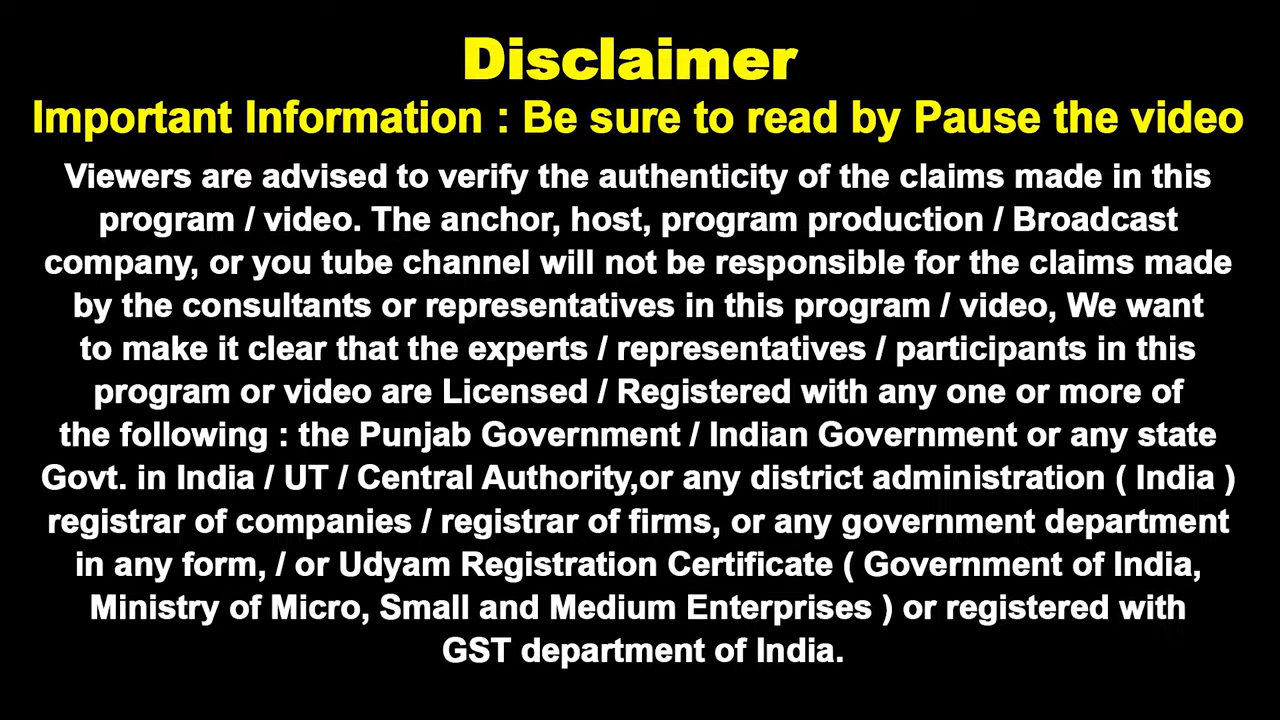 Disclaimer
Important Information : Be sure to read by Pause the video
Viewers are advised to verify the authenticity of the claims made in this
program / video. The anchor, host, program production / Broadcast
company, or you tube channel will not be responsible for the claims made
by the consultants or representatives in this program / video, We want
to make it clear that the experts / representatives / participants in this
program or video are Licensed / Registered with any one or more of
the following : the Punjab Government / Indian Government or any state
Govt. in India / UT / Central Authority,or any district administration ( India )
registrar of companies / registrar of firms, or any government department
in any form, / or Udyam Registration Certificate ( Government of India,
Ministry of Micro, Small and Medium Enterprises ) or registered with
GST department of India.